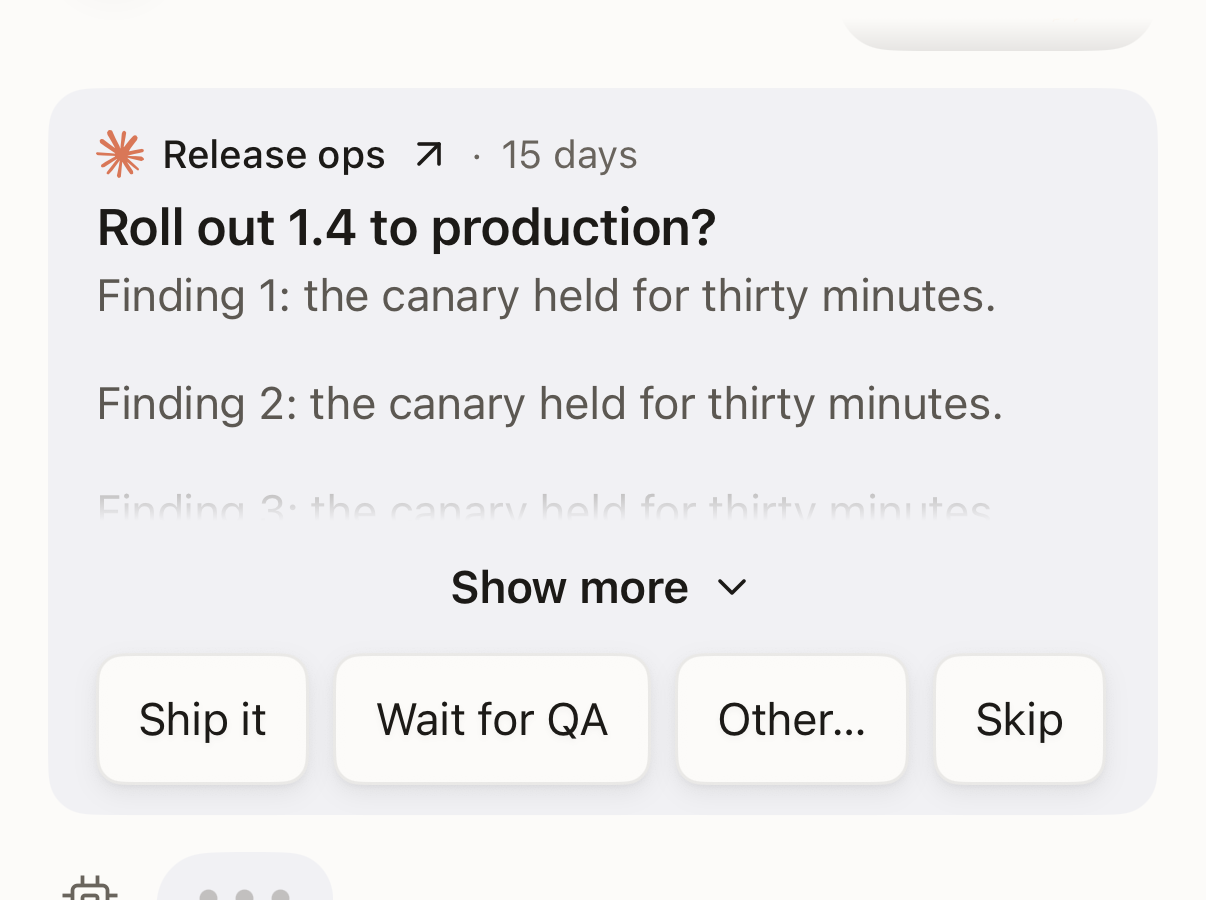 Release ops · 15 days
Roll out 1.4 to production?
Finding 1: the canary held for thirty minutes.
Finding 2: the canary held for thirty minutes.
Finding 3: the canary held for thirty minutes
Show more
Ship it Wait for QA Other... Skip